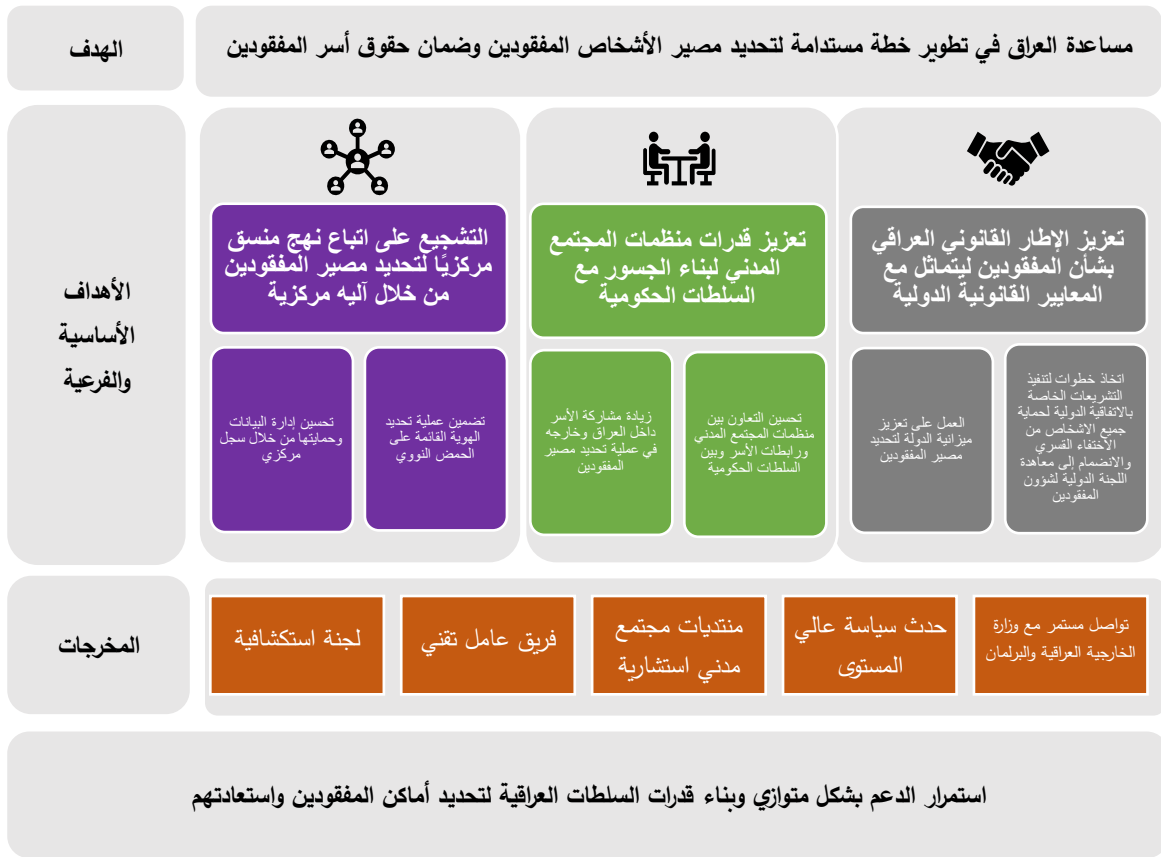 الهدف
مساعدة العراق في تطوير خطة مستدامة لتحديد مصير الأشخاص المفقودين وضمان حقوق أسر المفقودين
الأهداف
الأساسية
والفرعية
تعزيز الإطار القانوني العراقي
بشأن المفقودين ليتماثل مع
المعايير القانونية الدولية
اتخاذ خطوات لتنفيذ
التشريعات الخاصة
بالاتفاقية الدولية لحماية
جميع الاشخاص من
الاختفاء القسري
والانضمام إلى معاهدة
اللجنة الدولية لشؤون
المفقودين
العمل على تعزيز
ميزانية الدولة لتحديد
مصير المفقودين
تعزيز قدرات منظمات المجتمع
المدني لبناء الجسور مع
السلطات الحكومية
تحسين التعاون بين
منظمات المجتمع المدني
ورابطات الأسر وبين
السلطات الحكومية
زيادة مشاركة الأسر
داخل العراق وخارجه
في عملية تحديد مصير
المفقودين
التشجيع على اتباع نهج منسق
مركزيًا لتحديد مصير المفقودين
من خلال آليه مركزية
تضمين عملية تحديد
الهوية القائمة على
الحمض النووي
تحسين إدارة البيانات
وحمايتها من خلال سجل
مركزي
المخرجات
تواصل مستمر مع وزارة
الخارجية العراقية والبرلمان
حدث سياسة عالي
المستوى
منتديات مجتمع
مدني استشارية
فريق عامل تقني
لجنة استكشافية
استمرار الدعم بشكل متوازي وبناء قدرات السلطات العراقية لتحديد أماكن المفقودين واستعادتهم